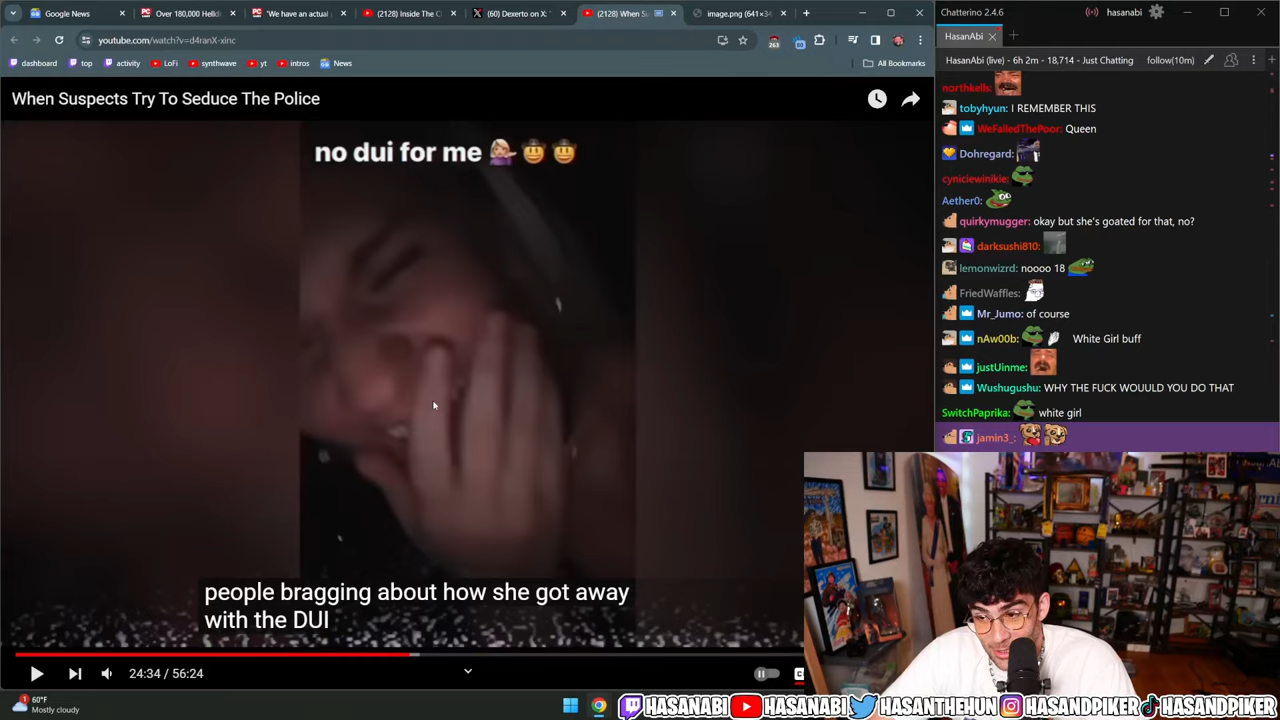 Google News
Over 180,000 Helldi
"We have an actual
(2128) Inside The C
(60) Dexerto on X: "
(2128) When S
image.png (641×34
youtube.com/watch?v=d4ranX-xinc
263
dashboard
top
activity
LoFi
synthwave
yt
intros
News
All Bookmarks
When Suspects Try To Seduce The Police
no dui for me
people bragging about how she got away
with the DUI
24:34 / 56:24
60°F
Mostly cloudy
Chatterino 2.4.6
hasanabi
HasanAbi
HasanAbi (live) - 6h 2m - 18,714 - Just Chatting
follow(10m)
northkells:
tobyhyun: I REMEMBER THIS
WeFailedThePoor: Queen
Dohregard:
cyniciewinikie:
Aether0:
quirkymugger: okay but she's goated for that, no?
darksushi810:
lemonwizrd: noooo 18
FriedWaffles:
Mr_Jumo: of course
nAw00b: White Girl buff
justUinme:
Wushugushu: WHY THE FUCK WOUULD YOU DO THAT
SwitchPaprika: white girl
jamin3_:
HASANABI HASANABI HASANTHEHUN HASANDPIKER HASANDPIKER